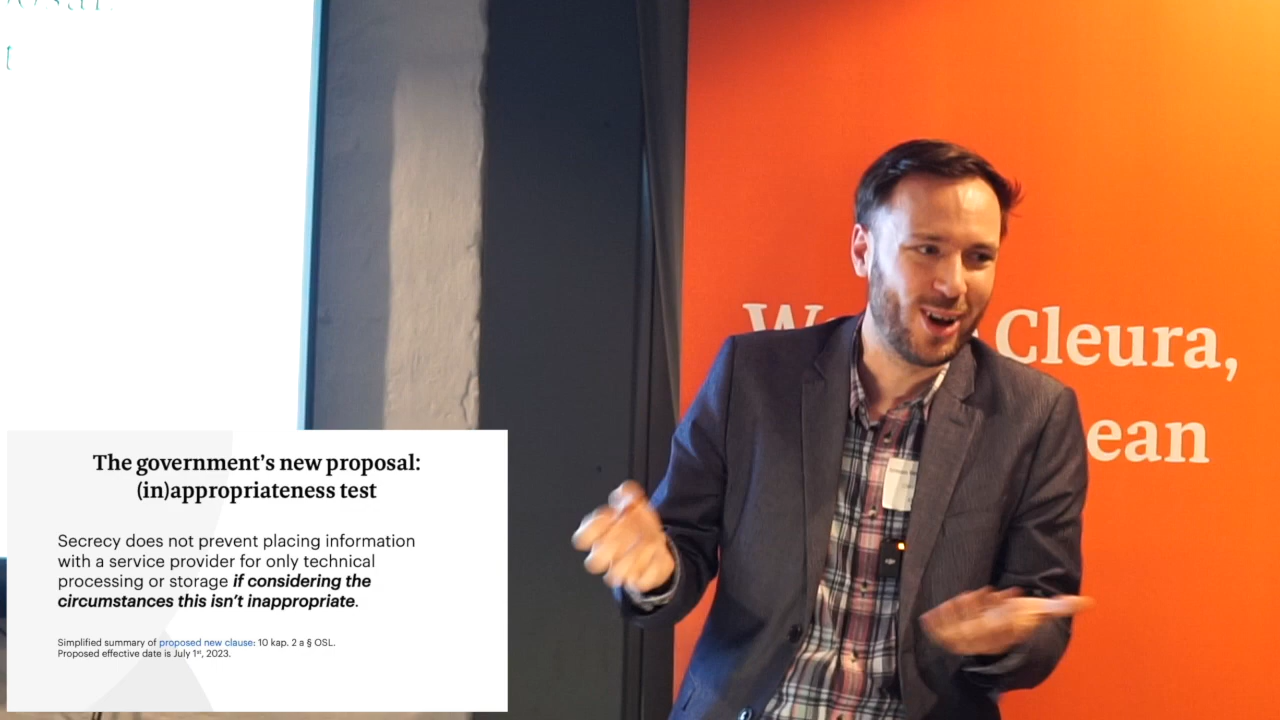 Cleura,
ean
The government's new proposal:
(in)appropriateness test
Secrecy does not prevent placing information
with a service provider for only technical
processing or storage if considering the
circumstances this isn't inappropriate.
Simplified summary of proposed new clause: 10 kap. 2 a § OSL.
Proposed effective date is July 1st, 2023.